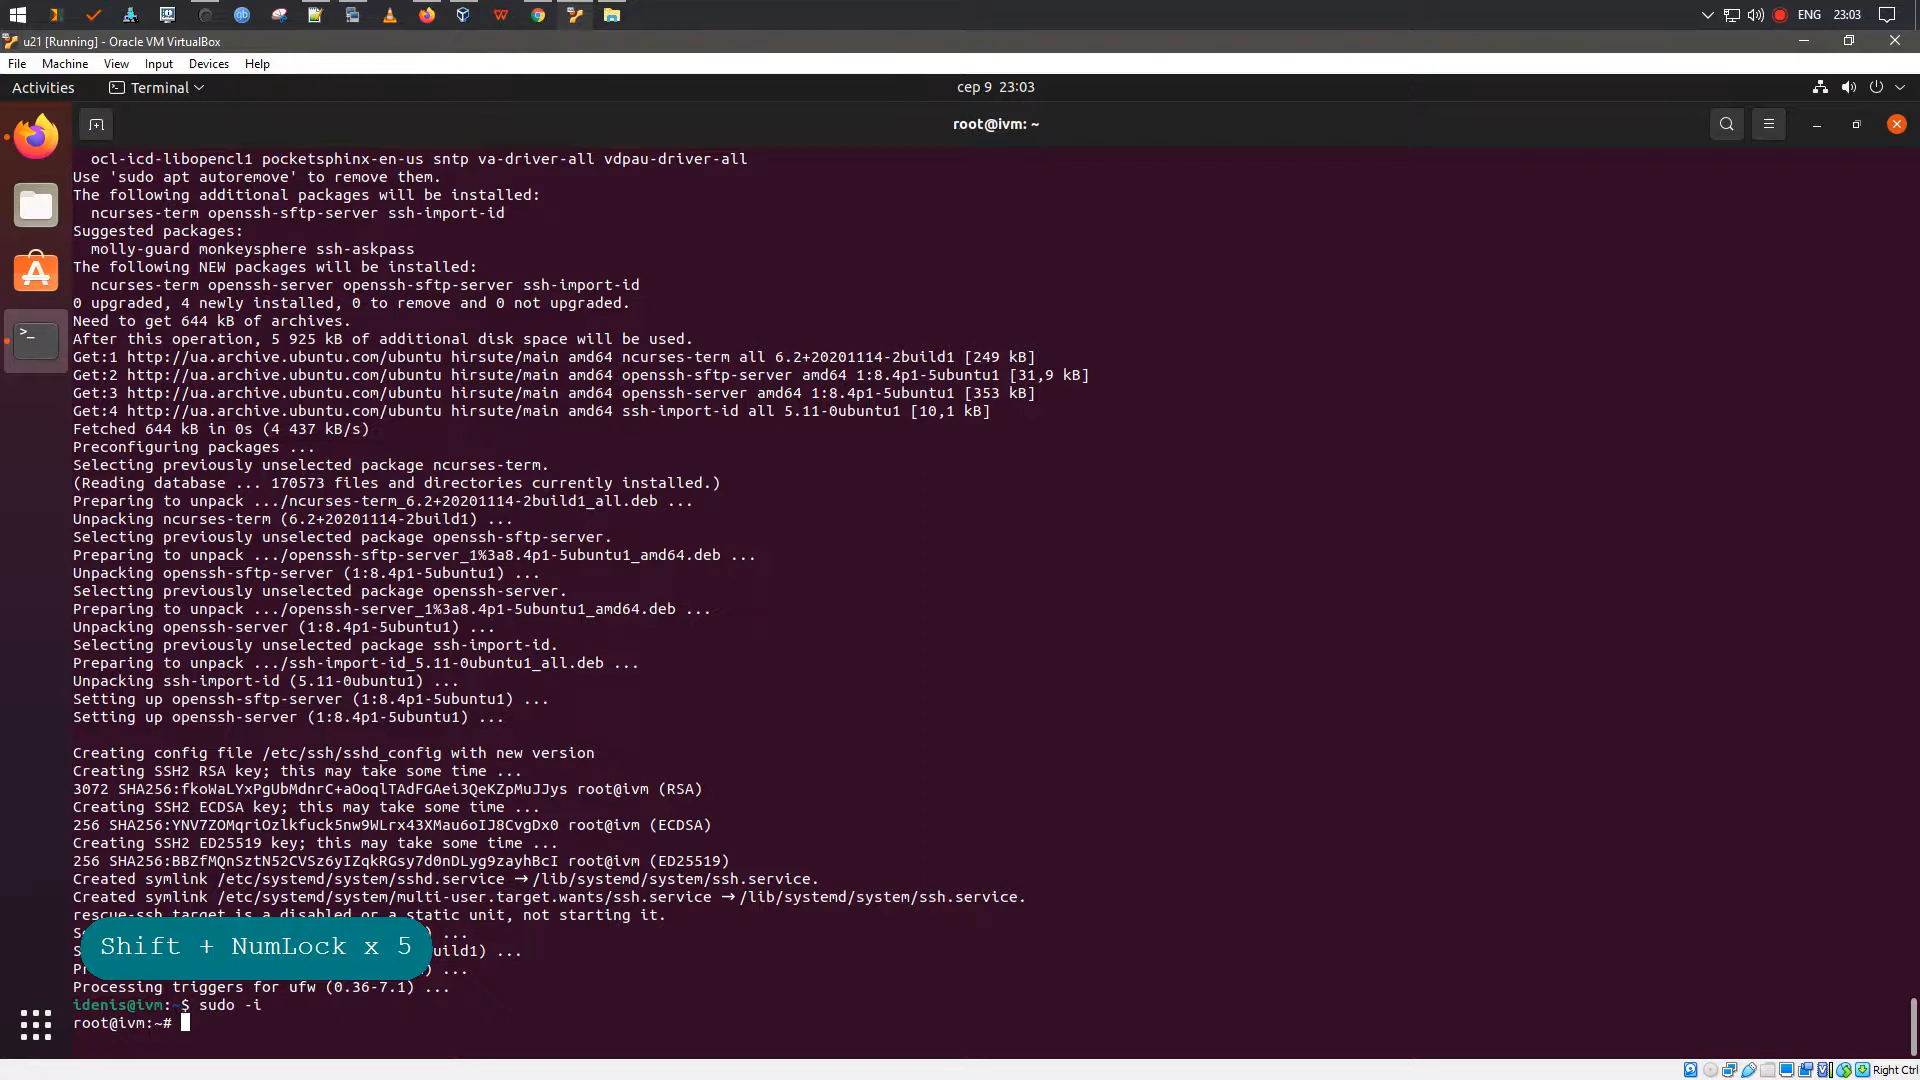 ENG 23:03
u21 [Running] - Oracle VM VirtualBox
File Machine View Input Devices Help
Activities Terminal сер 9 23:03
root@ivm: ~
ocl-icd-libopencl1 pocketsphinx-en-us sntp va-driver-all vdpau-driver-all
Use 'sudo apt autoremove' to remove them.
The following additional packages will be installed:
ncurses-term openssh-sftp-server ssh-import-id
Suggested packages:
molly-guard monkeysphere ssh-askpass
The following NEW packages will be installed:
ncurses-term openssh-server openssh-sftp-server ssh-import-id
0 upgraded, 4 newly installed, 0 to remove and 0 not upgraded.
Need to get 644 kB of archives.
After this operation, 5 925 kB of additional disk space will be used.
Get:1 http://ua.archive.ubuntu.com/ubuntu hirsute/main amd64 ncurses-term all 6.2+20201114-2build1 [249 kB]
Get:2 http://ua.archive.ubuntu.com/ubuntu hirsute/main amd64 openssh-sftp-server amd64 1:8.4p1-5ubuntu1 [31,9 kB]
Get:3 http://ua.archive.ubuntu.com/ubuntu hirsute/main amd64 openssh-server amd64 1:8.4p1-5ubuntu1 [353 kB]
Get:4 http://ua.archive.ubuntu.com/ubuntu hirsute/main amd64 ssh-import-id all 5.11-0ubuntu1 [10,1 kB]
Fetched 644 kB in 0s (4 437 kB/s)
Preconfiguring packages ...
Selecting previously unselected package ncurses-term.
(Reading database ... 170573 files and directories currently installed.)
Preparing to unpack .../ncurses-term_6.2+20201114-2build1_all.deb ...
Unpacking ncurses-term (6.2+20201114-2build1) ...
Selecting previously unselected package openssh-sftp-server.
Preparing to unpack .../openssh-sftp-server_1%3a8.4p1-5ubuntu1_amd64.deb ...
Unpacking openssh-sftp-server (1:8.4p1-5ubuntu1) ...
Selecting previously unselected package openssh-server.
Preparing to unpack .../openssh-server_1%3a8.4p1-5ubuntu1_amd64.deb ...
Unpacking openssh-server (1:8.4p1-5ubuntu1) ...
Selecting previously unselected package ssh-import-id.
Preparing to unpack .../ssh-import-id_5.11-0ubuntu1_all.deb ...
Unpacking ssh-import-id (5.11-0ubuntu1) ...
Setting up openssh-sftp-server (1:8.4p1-5ubuntu1) ...
Setting up openssh-server (1:8.4p1-5ubuntu1) ...
Creating config file /etc/ssh/sshd_config with new version
Creating SSH2 RSA key; this may take some time ...
3072 SHA256:fkoWaLYxPgUbMdnrC+aOoqlTAdFGAei3QeKZpMuJJys root@ivm (RSA)
Creating SSH2 ECDSA key; this may take some time ...
256 SHA256:YNV7ZOMqriOzlkfuck5nw9WLrx43XMau6oIJ8CvgDx0 root@ivm (ECDSA)
Creating SSH2 ED25519 key; this may take some time ...
256 SHA256:BBZfMQnSztN52CVSz6yIZqkRGsy7d0nDLyg9zayhBcI root@ivm (ED25519)
Created symlink /etc/systemd/system/sshd.service → /lib/systemd/system/ssh.service.
Created symlink /etc/systemd/system/multi-user.target.wants/ssh.service → /lib/systemd/system/ssh.service.
rescue-ssh.target is a disabled or a static unit, not starting it.
) ...
Shift + NumLock x 5
uild1) ...
) ...
Processing triggers for ufw (0.36-7.1) ...
idenis@ivm:~$ sudo -i
root@ivm:~#
Right Ctrl